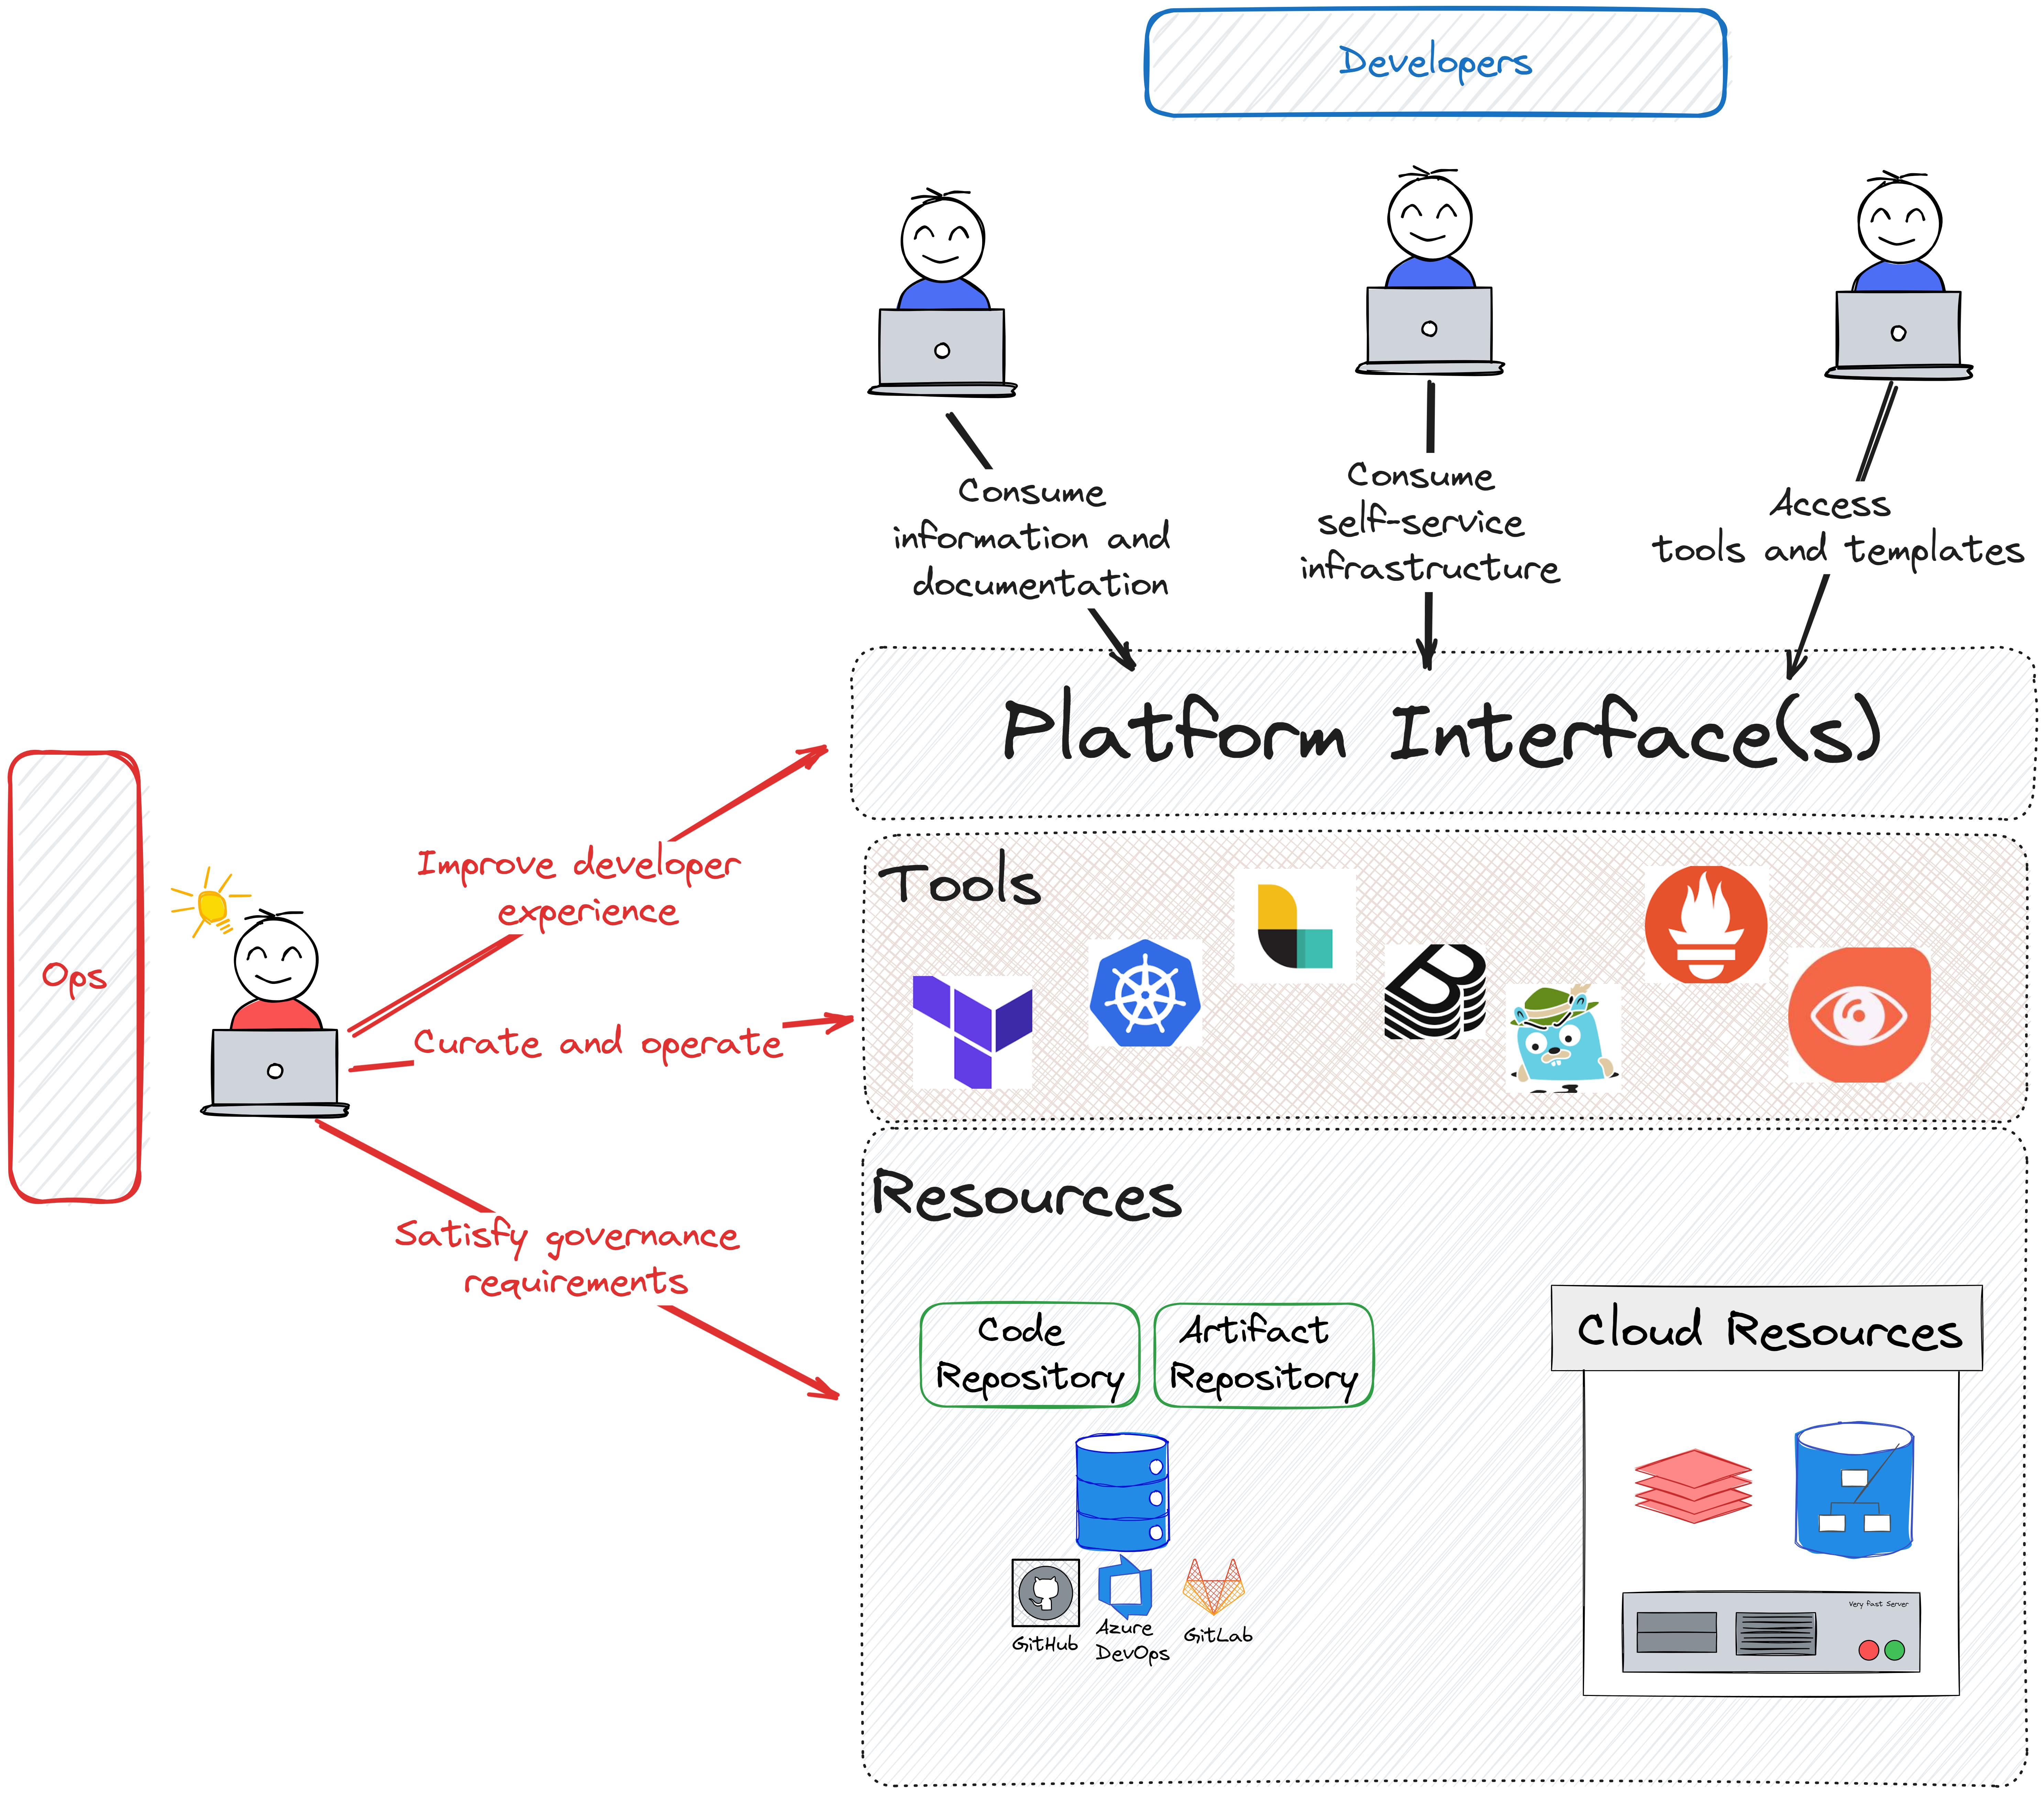 Developers
Consume
information and
documentation
Consume
self-service
infrastructure
Access
tools and templates
Platform Interface(s)
Ops
Improve developer
experience
Curate and operate
Satisfy governance
requirements
Tools
B
Resources
Code
Repository
Artifact
Repository
Cloud Resources
GitHub
Azure
DevOps
GitLab
Very fast Server